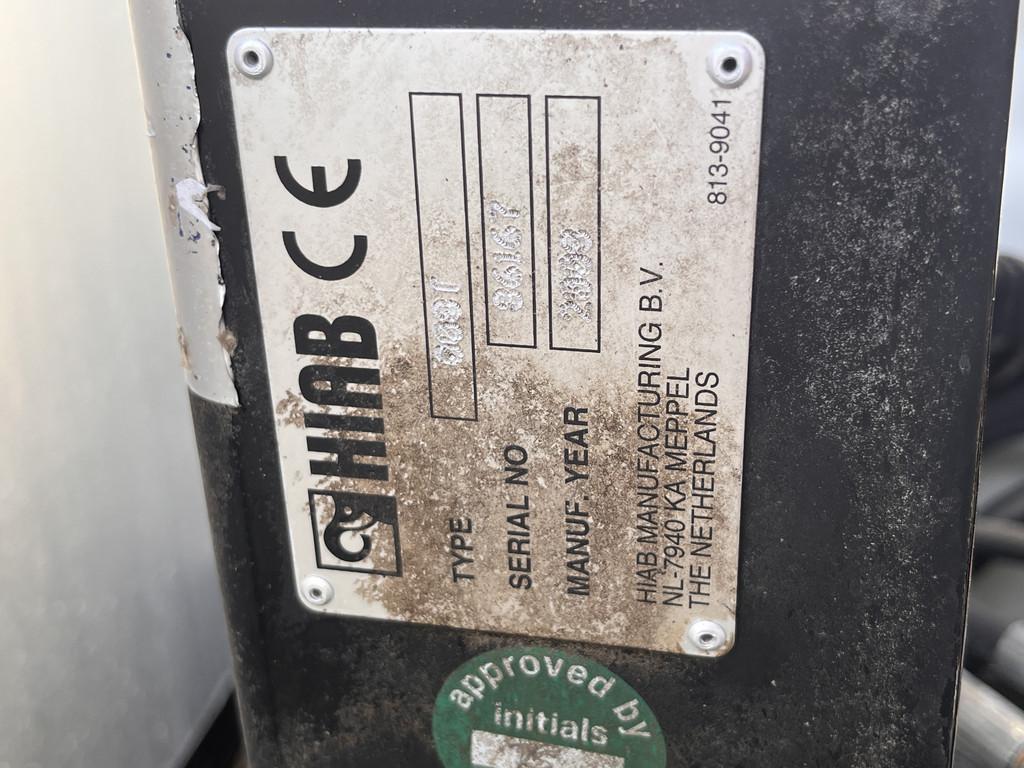 HIAB CE
TYPE
SERIAL NO
MANUF. YEAR
HIAB MANUFACTURING B.V.
NL-7940 KA MEPPEL
THE NETHERLANDS
813-9041
approved by
initials